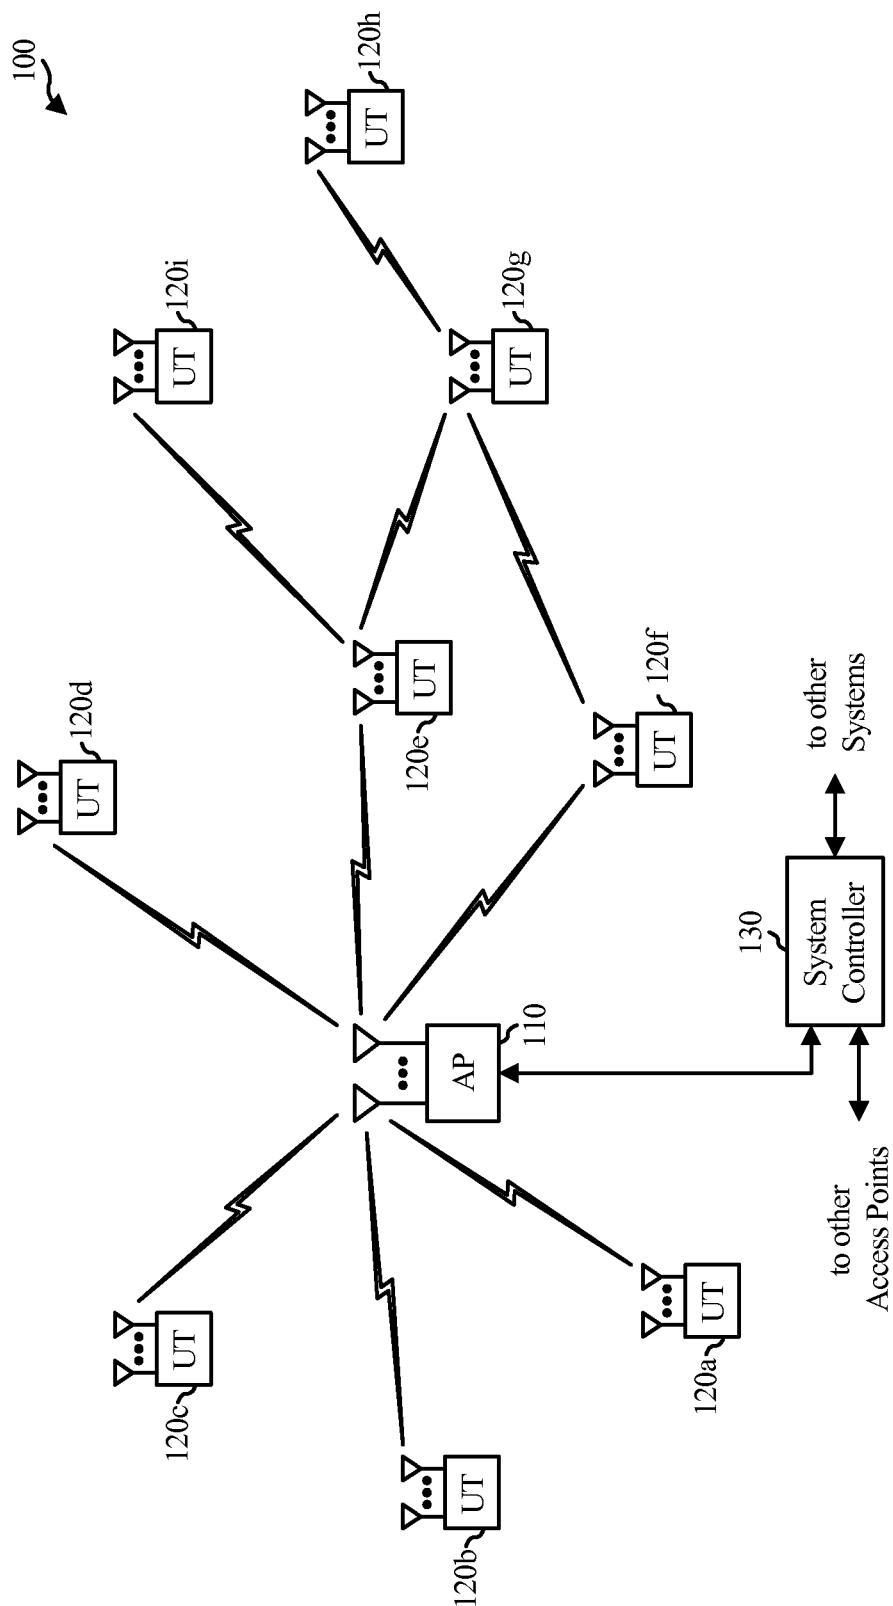 100
UT
120d
UT
120i
UT
120h
UT
120c
UT
120e
UT
120g
UT
120b
AP
110
UT
120f
UT
120a
130
System
Controller
to other
Systems
to other
Access Points